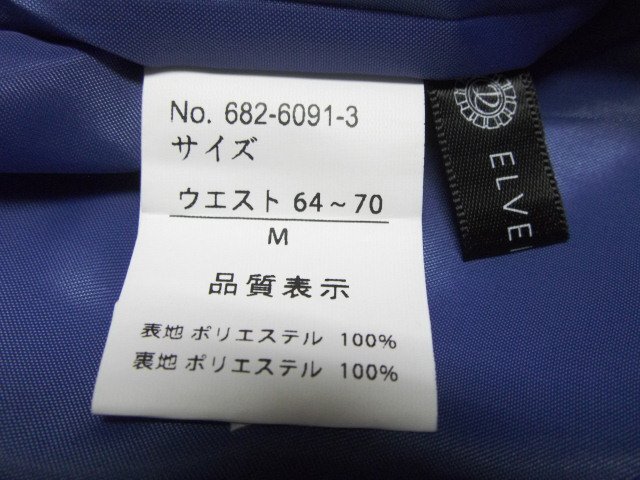 No. 682-6091-3
サイズ
ウエスト 64～70
M
品質表示
表地 ポリエステル 100%
裏地 ポリエステル 100%
D
ELVE